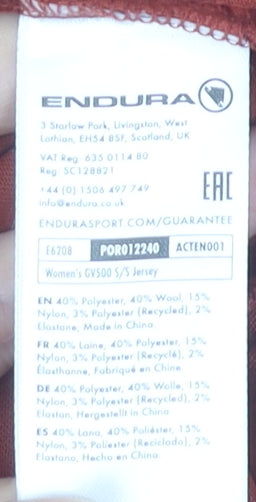 ENDURA
3 Starlaw Park, Livingston, West
Lothian, EH54 8SF, Scotland, UK
VAT Reg: 635 0114 80
Reg: SC128821
+44 (0) 1506 497 749
info@endura.co.uk
EAC
ENDURASPORT.COM/GUARANTEE
E6208 POR012240 ACTEN001
Women's GV500 S/S Jersey
EN 40% Polyester, 40% Wool, 15%
Nylon, 3% Polyester (Recycled), 2%
Elastane, Made in China
FR 40% Laine, 40% Polyester, 15%
Nylon, 3% Polyester (Recyclé), 2%
Élasthanne, Fabriqué en Chine
DE 40% Polyester, 40% Wolle, 15%
Nylon, 3% Polyester (Recycled), 2%
Elastan, Hergestellt in China
ES 40% Lana, 40% Poliéster, 15%
Nylon, 3% Poliester (Reciclado), 2%
Elastano, Hecho en China